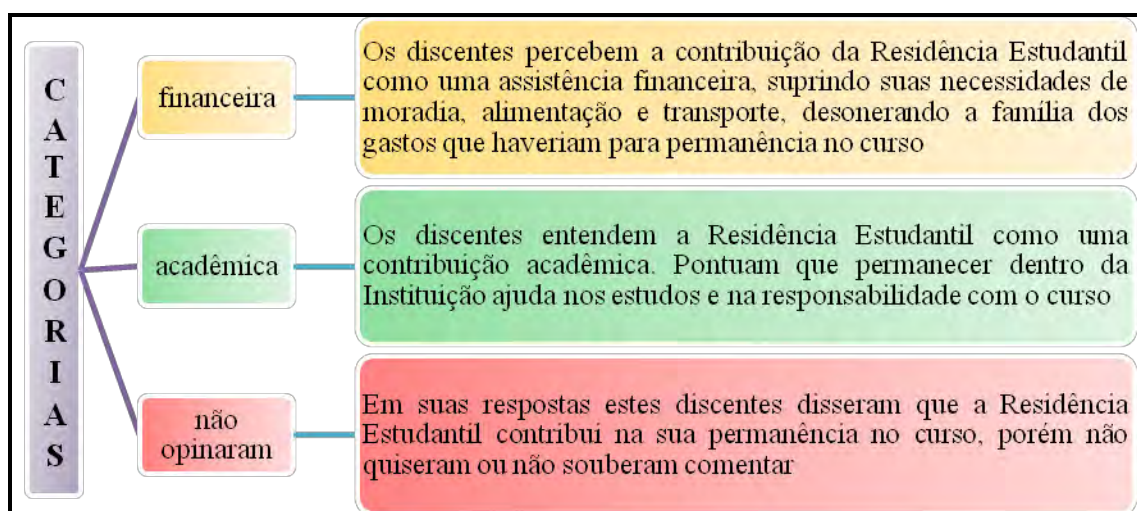 CATEGORIAS
financeira
Os discentes percebem a contribuição da Residência Estudantil
como uma assistência financeira, suprindo suas necessidades de
moradia, alimentação e transporte, desonerando a família dos
gastos que haveriam para permanência no curso
acadêmica
Os discentes entendem a Residência Estudantil como uma
contribuição acadêmica. Pontuam que permanecer dentro da
Instituição ajuda nos estudos e na responsabilidade com o curso
não
opinaram
Em suas respostas estes discentes disseram que a Residência
Estudantil contribui na sua permanência no curso, porém não
quiseram ou não souberam comentar